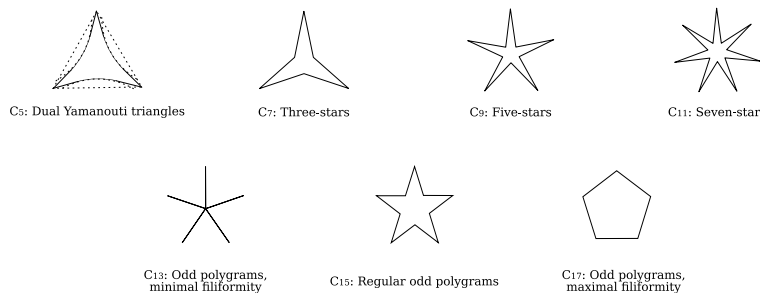 C5: Dual Yamanouti triangles
C7: Three-stars
C9: Five-stars
C11: Seven-star
C13: Odd polygrams,
minimal filiformity
C15: Regular odd polygrams
C17: Odd polygrams,
maximal filiformity